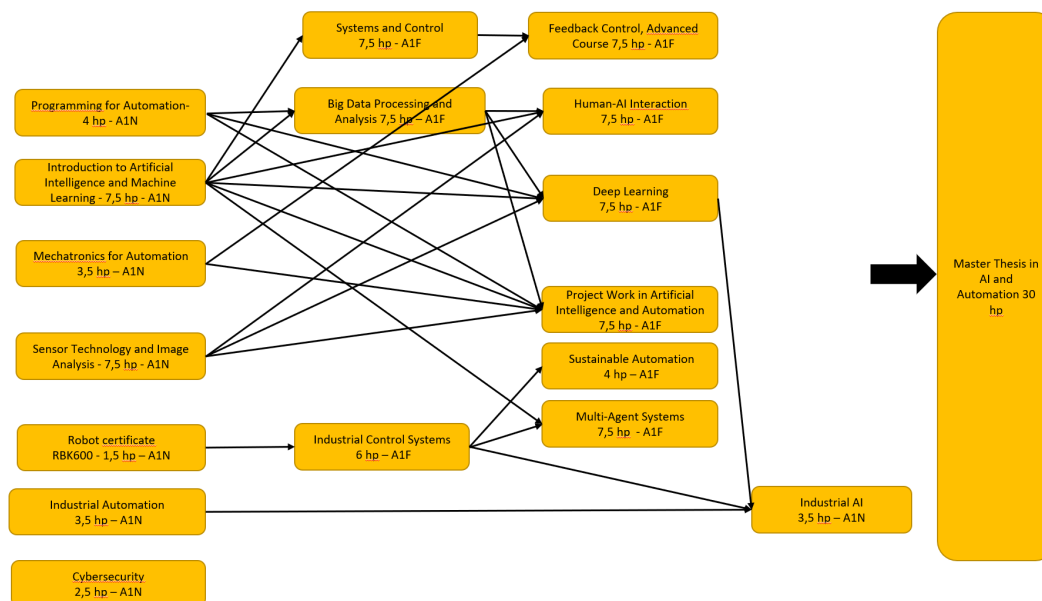 Systems and Control
7,5 hp - A1F
Feedback Control, Advanced
Course 7,5 hp - A1F
Programming for Automation-
4 hp - A1N
Big Data Processing and
Analysis 7,5 hp – A1F
Human-AI Interaction
7,5 hp - A1F
Introduction to Artificial
Intelligence and Machine
Learning - 7,5 hp - A1N
Deep Learning
7,5 hp - A1F
Mechatronics for Automation
3,5 hp – A1N
Project Work in Artificial
Intelligence and Automation
7,5 hp - A1F
Master Thesis in
AI and
Automation 30
hp
Sensor Technology and Image
Analysis - 7,5 hp - A1N
Sustainable Automation
4 hp – A1F
Robot certificate
RBK600 - 1,5 hp – A1N
Industrial Control Systems
6 hp – A1F
Multi-Agent Systems
7,5 hp - A1F
Industrial Automation
3,5 hp – A1N
Industrial AI
3,5 hp – A1N
Cybersecurity
2,5 hp – A1N